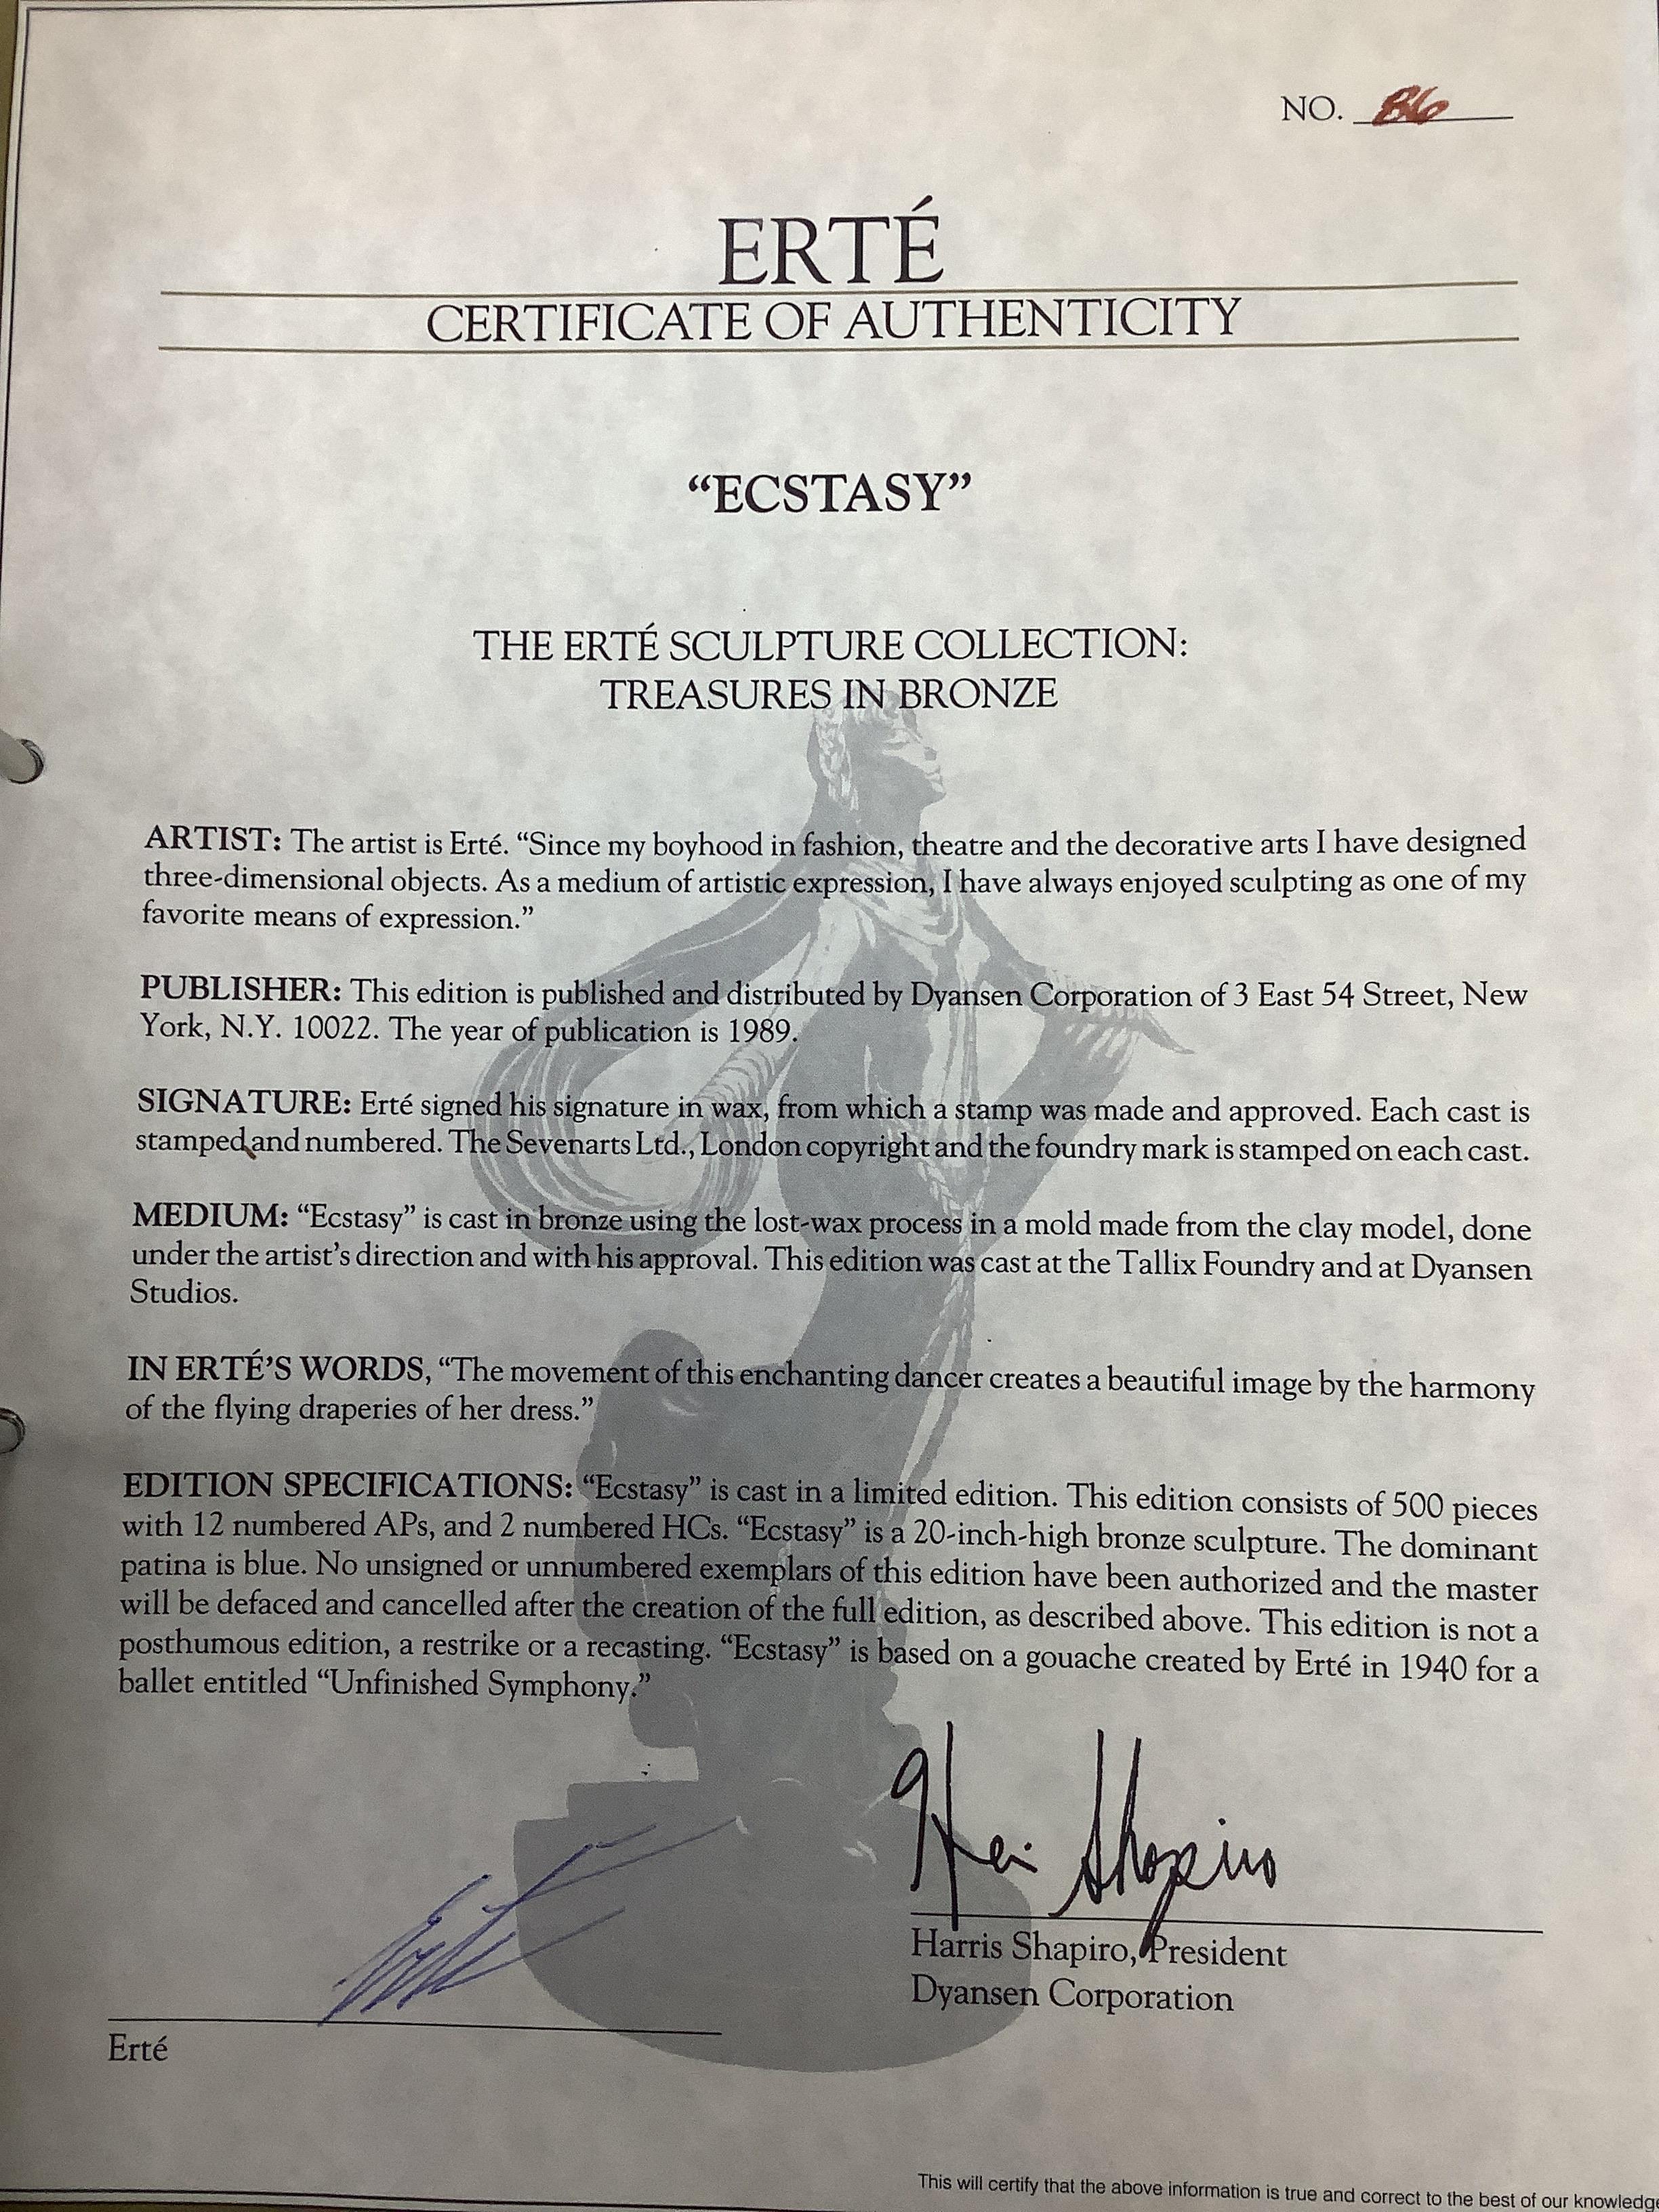 NO. 86
ERTÉ
CERTIFICATE OF AUTHENTICITY
“ECSTASY”
THE ERTÉ SCULPTURE COLLECTION:
TREASURES IN BRONZE
ARTIST: The artist is Erté. “Since my boyhood in fashion, theatre and the decorative arts I have designed
three-dimensional objects. As a medium of artistic expression, I have always enjoyed sculpting as one of my
favorite means of expression.”
PUBLISHER: This edition is published and distributed by Dyansen Corporation of 3 East 54 Street, New
York, N.Y. 10022. The year of publication is 1989.
SIGNATURE: Erté signed his signature in wax, from which a stamp was made and approved. Each cast is
stamped and numbered. The Sevenarts Ltd., London copyright and the foundry mark is stamped on each cast.
MEDIUM: “Ecstasy” is cast in bronze using the lost-wax process in a mold made from the clay model, done
under the artist’s direction and with his approval. This edition was cast at the Tallix Foundry and at Dyansen
Studios.
IN ERTÉ’S WORDS, “The movement of this enchanting dancer creates a beautiful image by the harmony
of the flying draperies of her dress.”
EDITION SPECIFICATIONS: “Ecstasy” is cast in a limited edition. This edition consists of 500 pieces
with 12 numbered APs, and 2 numbered HCs. “Ecstasy” is a 20-inch-high bronze sculpture. The dominant
patina is blue. No unsigned or unnumbered exemplars of this edition have been authorized and the master
will be defaced and cancelled after the creation of the full edition, as described above. This edition is not a
posthumous edition, a restrike or a recasting. “Ecstasy” is based on a gouache created by Erté in 1940 for a
ballet entitled “Unfinished Symphony.”
Harris Shapiro
Harris Shapiro, President
Dyansen Corporation
Erté
Erté
This will certify that the above information is true and correct to the best of our knowledge